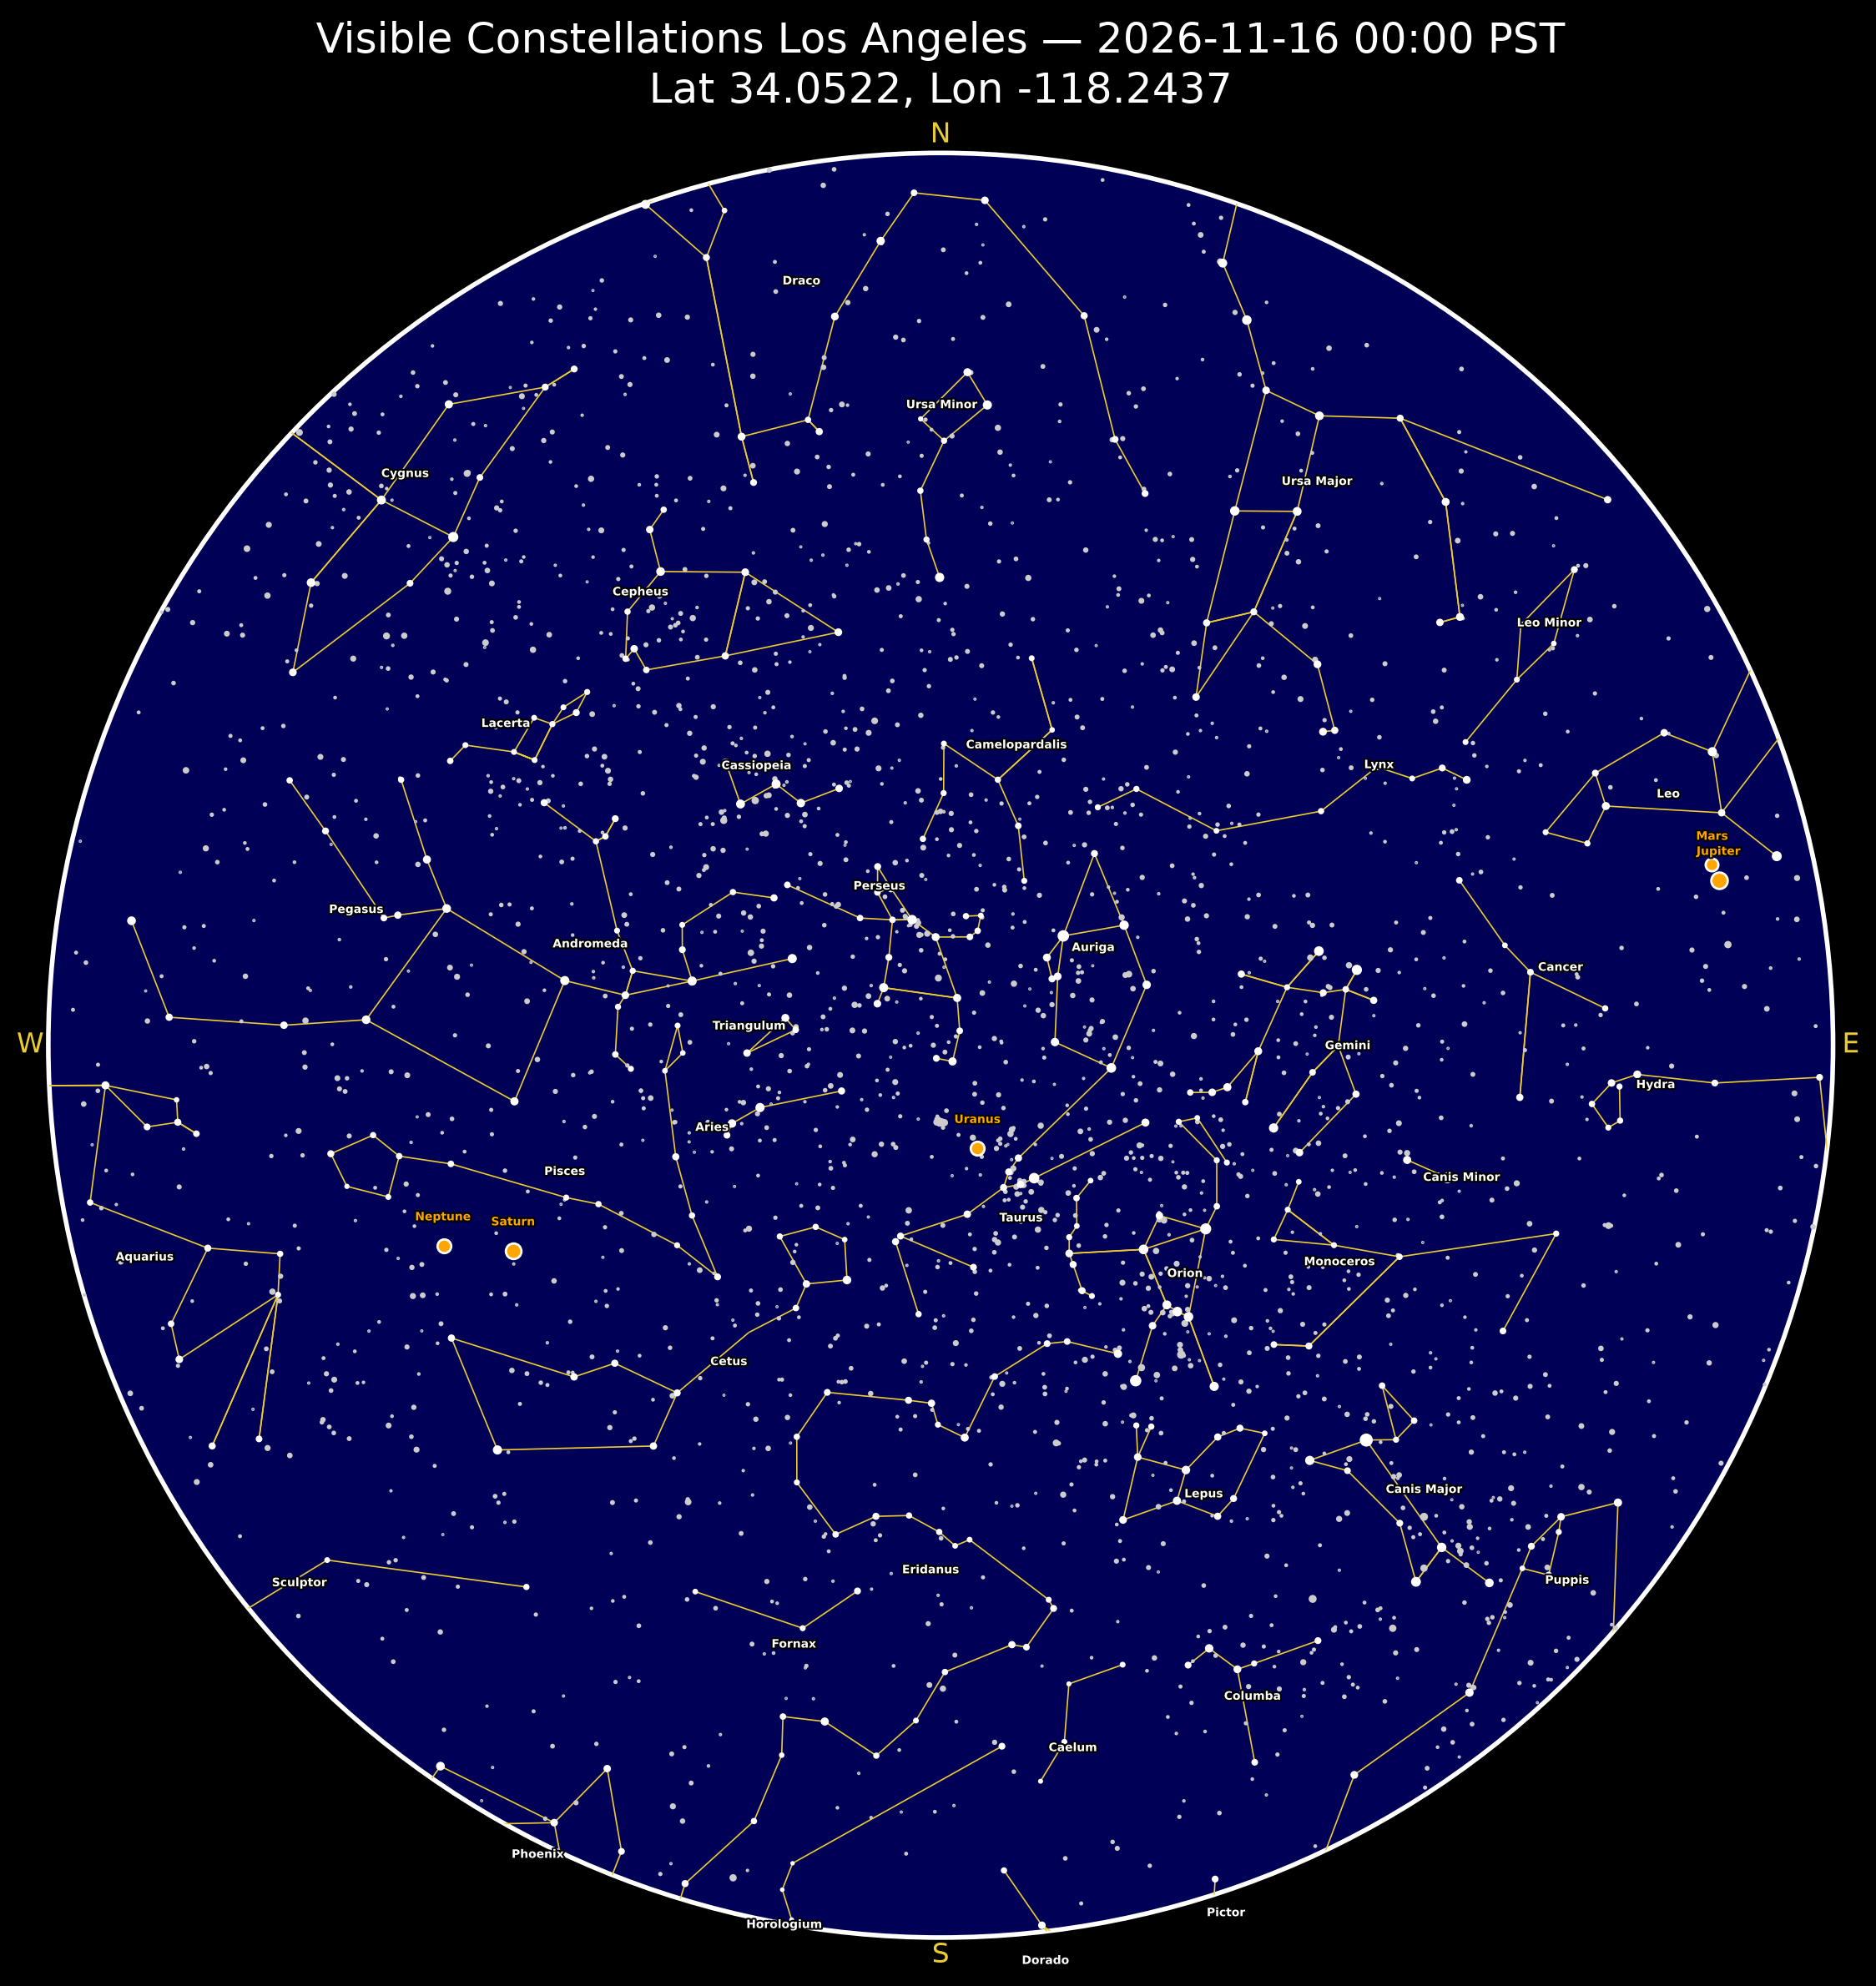 Visible Constellations Los Angeles — 2026-11-16 00:00 PST
Lat 34.0522, Lon -118.2437
N
Draco
Ursa Minor
Cygnus
Ursa Major
Cepheus
Leo Minor
Lacerta
Camelopardalis
Cassiopeia
Lynx
Leo
Mars
Jupiter
Perseus
Pegasus
Andromeda
Auriga
Cancer
Triangulum
W
Gemini
E
Hydra
Aries
Uranus
Pisces
Canis Minor
Neptune
Saturn
Taurus
Aquarius
Orion
Monoceros
Cetus
Canis Major
Lepus
Eridanus
Sculptor
Puppis
Fornax
Columba
Caelum
Phoenix
Pictor
Horologium
S
Dorado